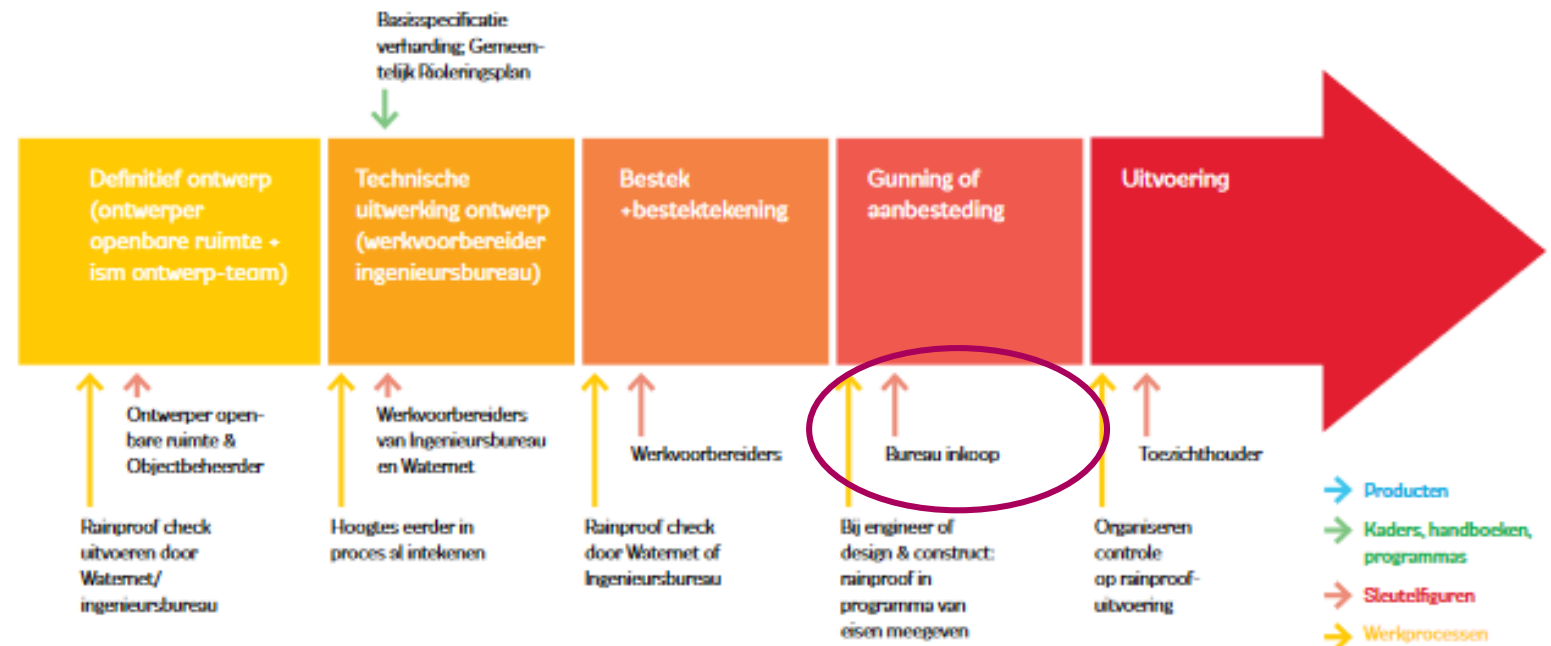 Basisspecificatie
verharding; Gemeen-
telijk Rioleringsplan
Definitief ontwerp
(ontwerper
openbare ruimte +
ism ontwerp-team)
Technische
uitwerking ontwerp
(werkvoorbereider
ingenieursbureau)
Bestek
+bestektekening
Gunning of
aanbesteding
Uitvoering
Ontwerper open-
bare ruimte &
Objectbeheerder
Werkvoorbereiders
van Ingenieursbureau
en Waternet
Werkvoorbereiders
Bureau inkoop
Toezichthouder
Rainproof check
uitvoeren door
Waternet/
ingenieursbureau
Hoogtes eerder in
proces al intekenen
Rainproof check
door Waternet of
Ingenieursbureau
Bij engineer of
design & construct:
rainproof in
programma van
eisen meegeven
Organiseren
controle
op rainproof-
uitvoering
Producten
Kaders, handboeken,
programmas
Sleutelfiguren
Werkprocessen